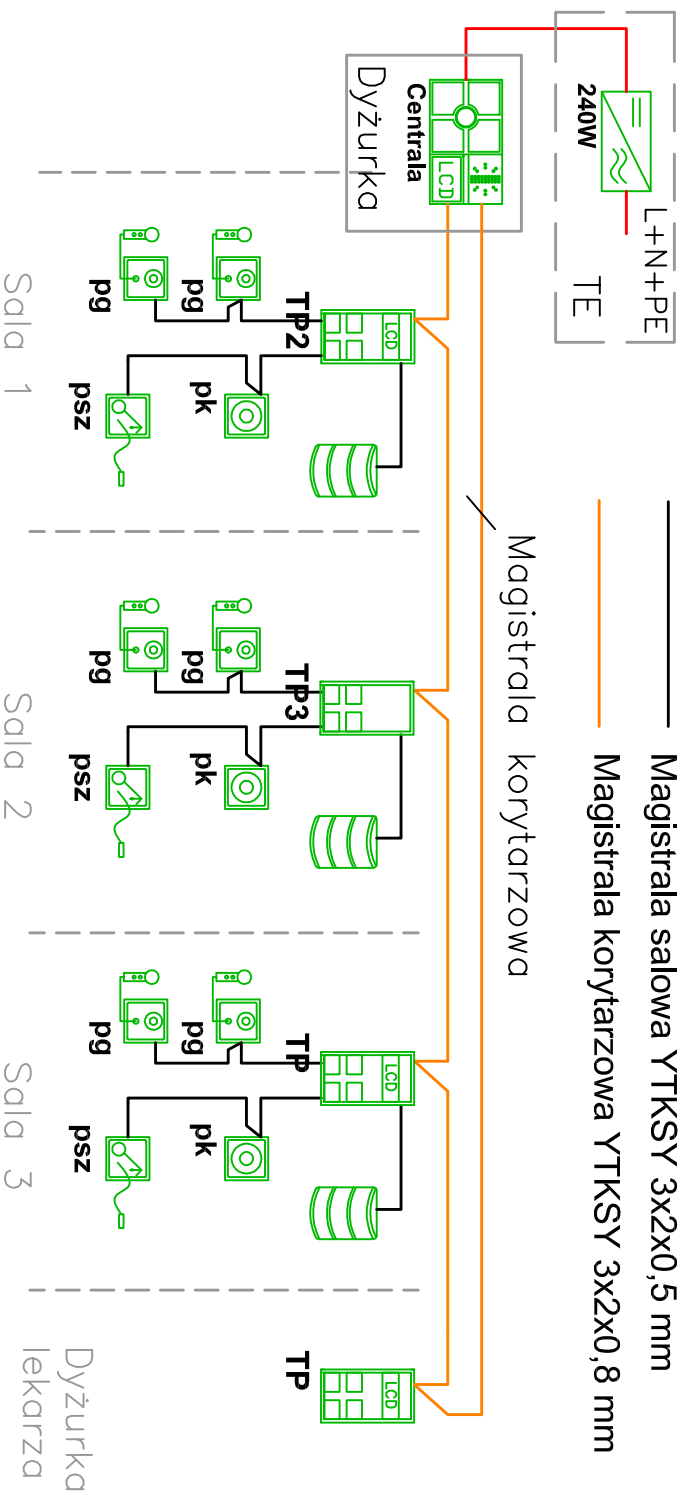 Magistrala salowa YTKSY 3x2x0,5 mm
Magistrala korytarzowa YTKSY 3x2x0,8 mm
L+N+PE
240W
TE
Magistrala korytarzowa
Centrala
LCD
Dyżurka
LCD
TP2
pg
pg
pk
psz
Sala 1
TP3
pg
pg
pk
psz
Sala 2
LCD
TP
pg
pg
pk
psz
Sala 3
LCD
TP
Dyżurka
lekarza